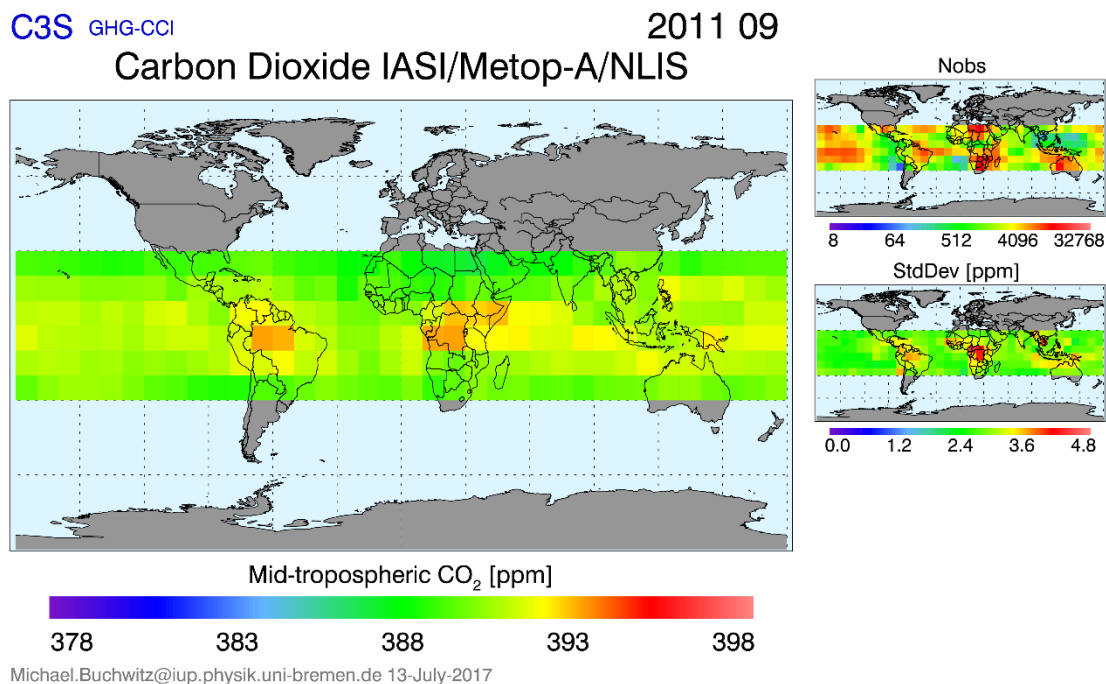 C3S GHG-CCI 2011 09
Carbon Dioxide IASI/Metop-A/NLIS
Mid-tropospheric CO₂ [ppm]
378 383 388 393 398
Nobs
8 64 512 4096 32768
StdDev [ppm]
0.0 1.2 2.4 3.6 4.8
Michael.Buchwitz@iup.physik.uni-bremen.de 13-July-2017